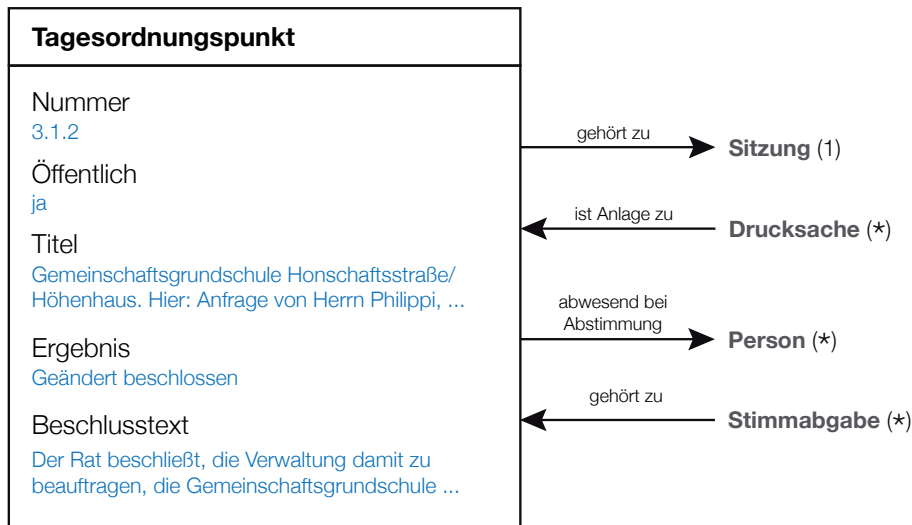 Tagesordnungspunkt
Nummer
3.1.2
Öffentlich
ja
Titel
Gemeinschaftsgrundschule Honschaftsstraße/
Höhenhaus. Hier: Anfrage von Herrn Philippi, ...
Ergebnis
Geändert beschlossen
Beschlusstext
Der Rat beschließt, die Verwaltung damit zu
beauftragen, die Gemeinschaftsgrundschule ...
gehört zu
Sitzung (1)
ist Anlage zu
Drucksache (*)
abwesend bei
Abstimmung
Person (*)
gehört zu
Stimmabgabe (*)